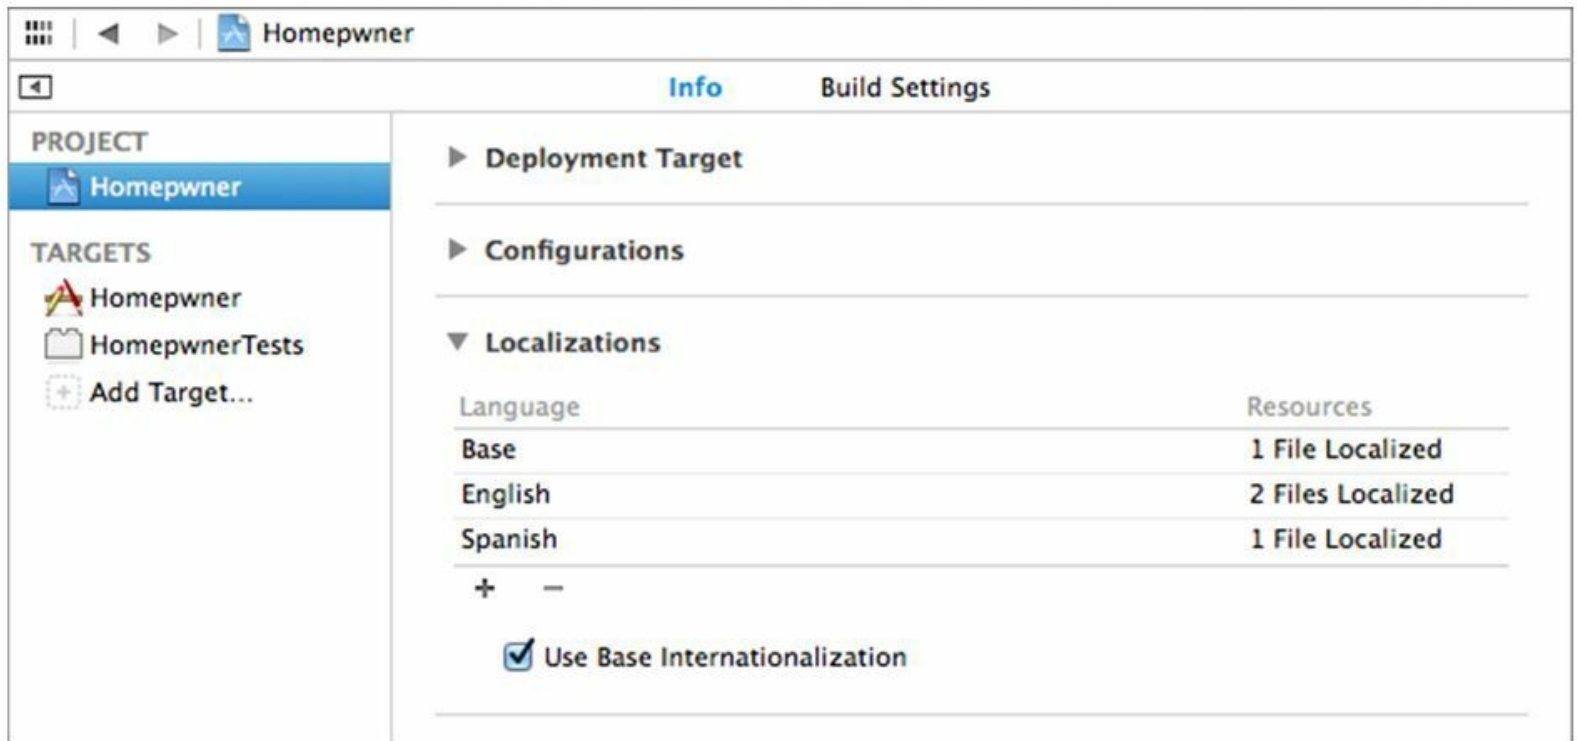 Homepwner
Info Build Settings
PROJECT
Homepwner
TARGETS
Homepwner
HomepwnerTests
Add Target...
Deployment Target
Configurations
Localizations
Language Resources
Base 1 File Localized
English 2 Files Localized
Spanish 1 File Localized
Use Base Internationalization